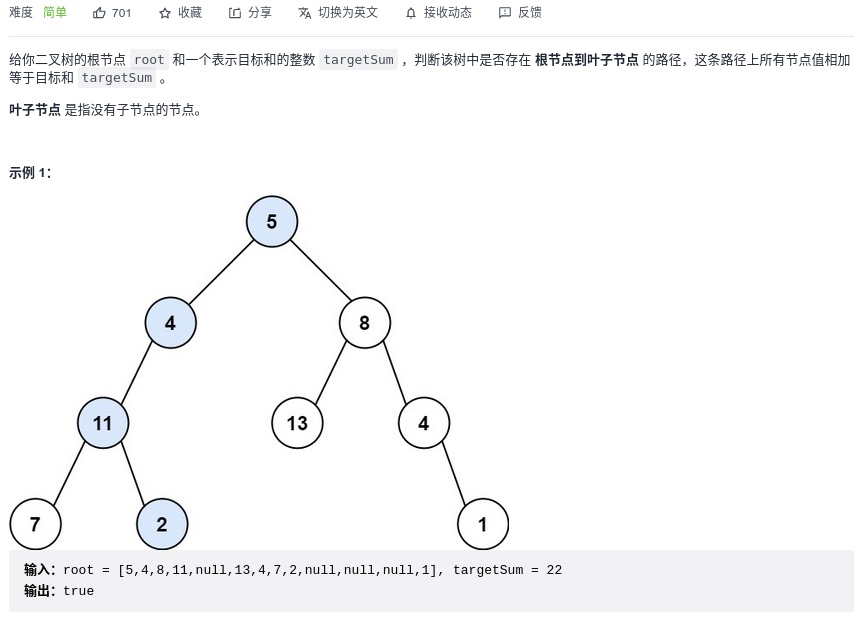 难度 简单 701 收藏 分享 切换为英文 接收动态 反馈
给你二叉树的根节点 root 和一个表示目标和的整数 targetSum ，判断该树中是否存在 根节点到叶子节点 的路径，这条路径上所有节点值相加
等于目标和 targetSum 。
叶子节点 是指没有子节点的节点。
示例 1：
5
4 8
11 13 4
7 2 1
输入：root = [5,4,8,11,null,13,4,7,2,null,null,null,1], targetSum = 22
输出：true